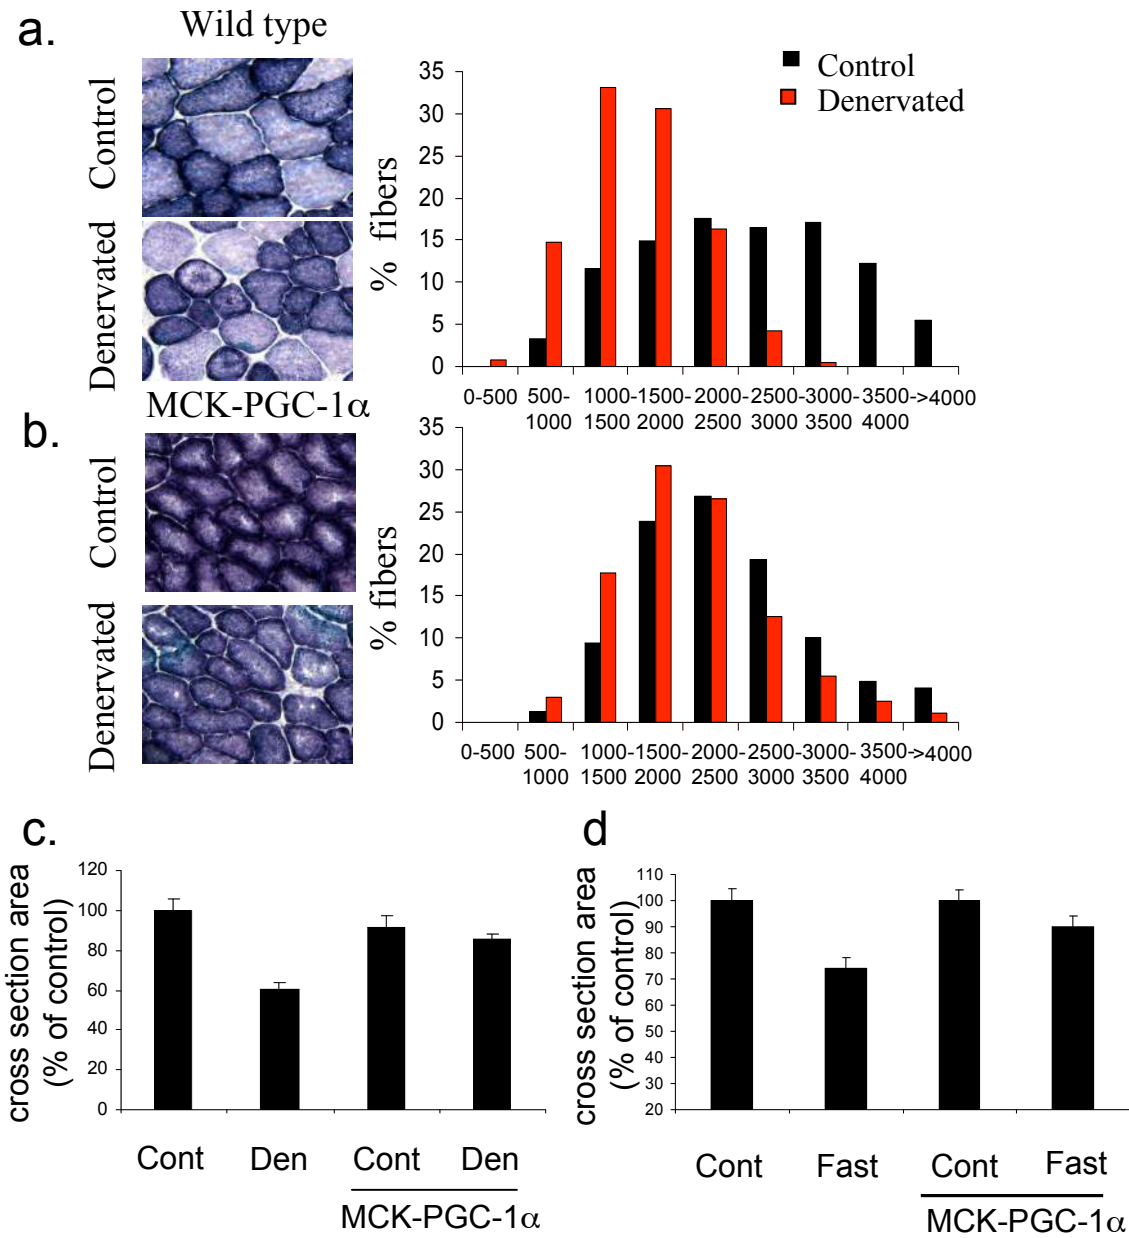 a.
Wild type
Control
Denervated
% fibers
35
30
25
20
15
10
5
0
Control
Denervated
0-500 500- 1000- 1500- 2000- 2500- 3000- 3500- >4000
1000 1500 2000 2500 3000 3500 4000
MCK-PGC-1α
b.
Control
Denervated
% fibers
35
30
25
20
15
10
5
0
0-500 500- 1000- 1500- 2000- 2500- 3000- 3500- >4000
1000 1500 2000 2500 3000 3500 4000
c.
cross section area
(% of control)
120
100
80
60
40
20
0
Cont Den Cont Den
MCK-PGC-1α
d
cross section area
(% of control)
110
100
90
80
70
60
50
40
30
20
Cont Fast Cont Fast
MCK-PGC-1α